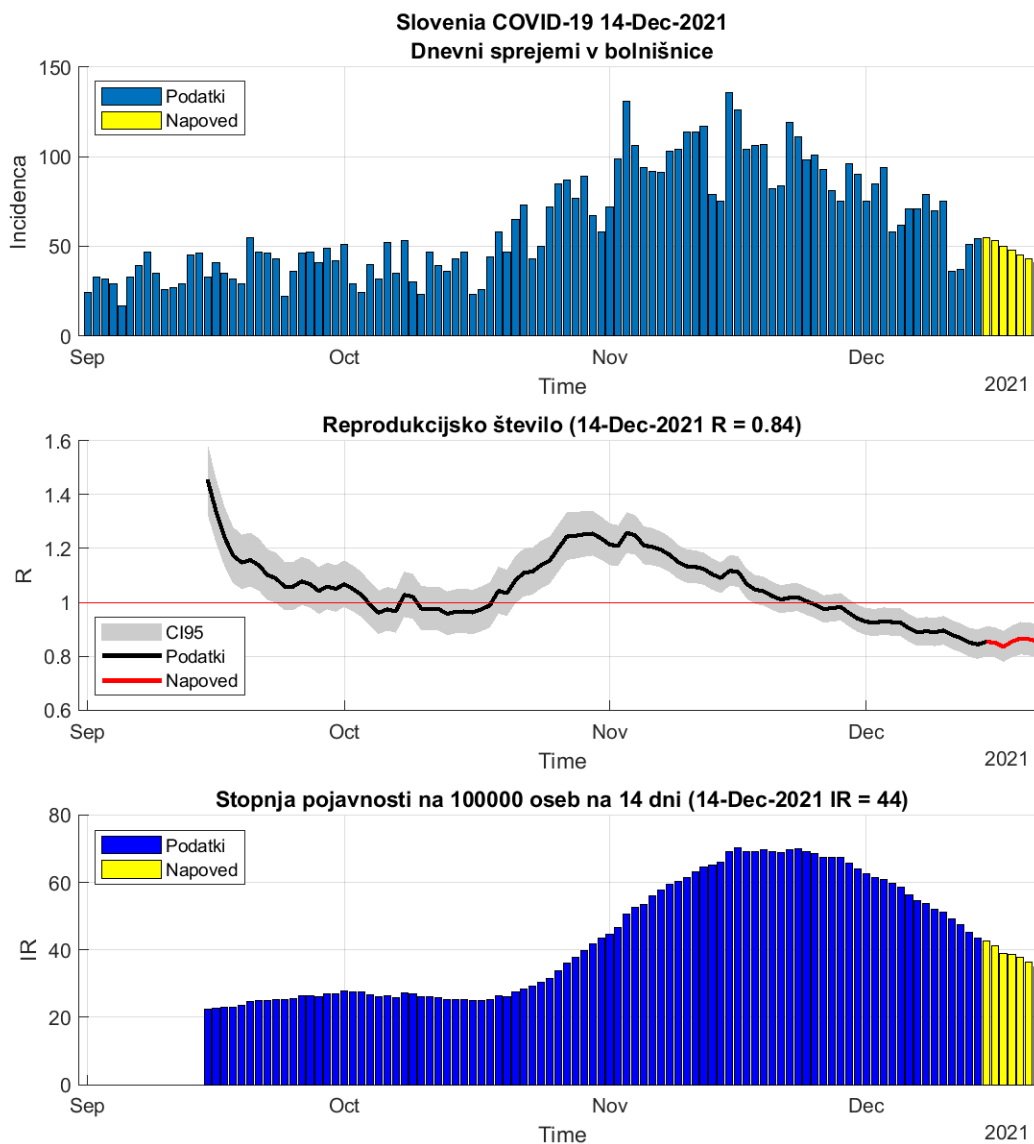 Slovenia COVID-19 14-Dec-2021
Dnevni sprejemi v bolnišnice
150
100
50
0
Incidenca
Podatki
Napoved
Sep Oct Nov Dec
Time
2021
Reprodukcijsko število (14-Dec-2021 R = 0.84)
1.6
1.4
1.2
1
0.8
0.6
R
CI95
Podatki
Napoved
Sep Oct Nov Dec
Time
2021
Stopnja pojavnosti na 100000 oseb na 14 dni (14-Dec-2021 IR = 44)
80
60
40
20
0
IR
Podatki
Napoved
Sep Oct Nov Dec
Time
2021